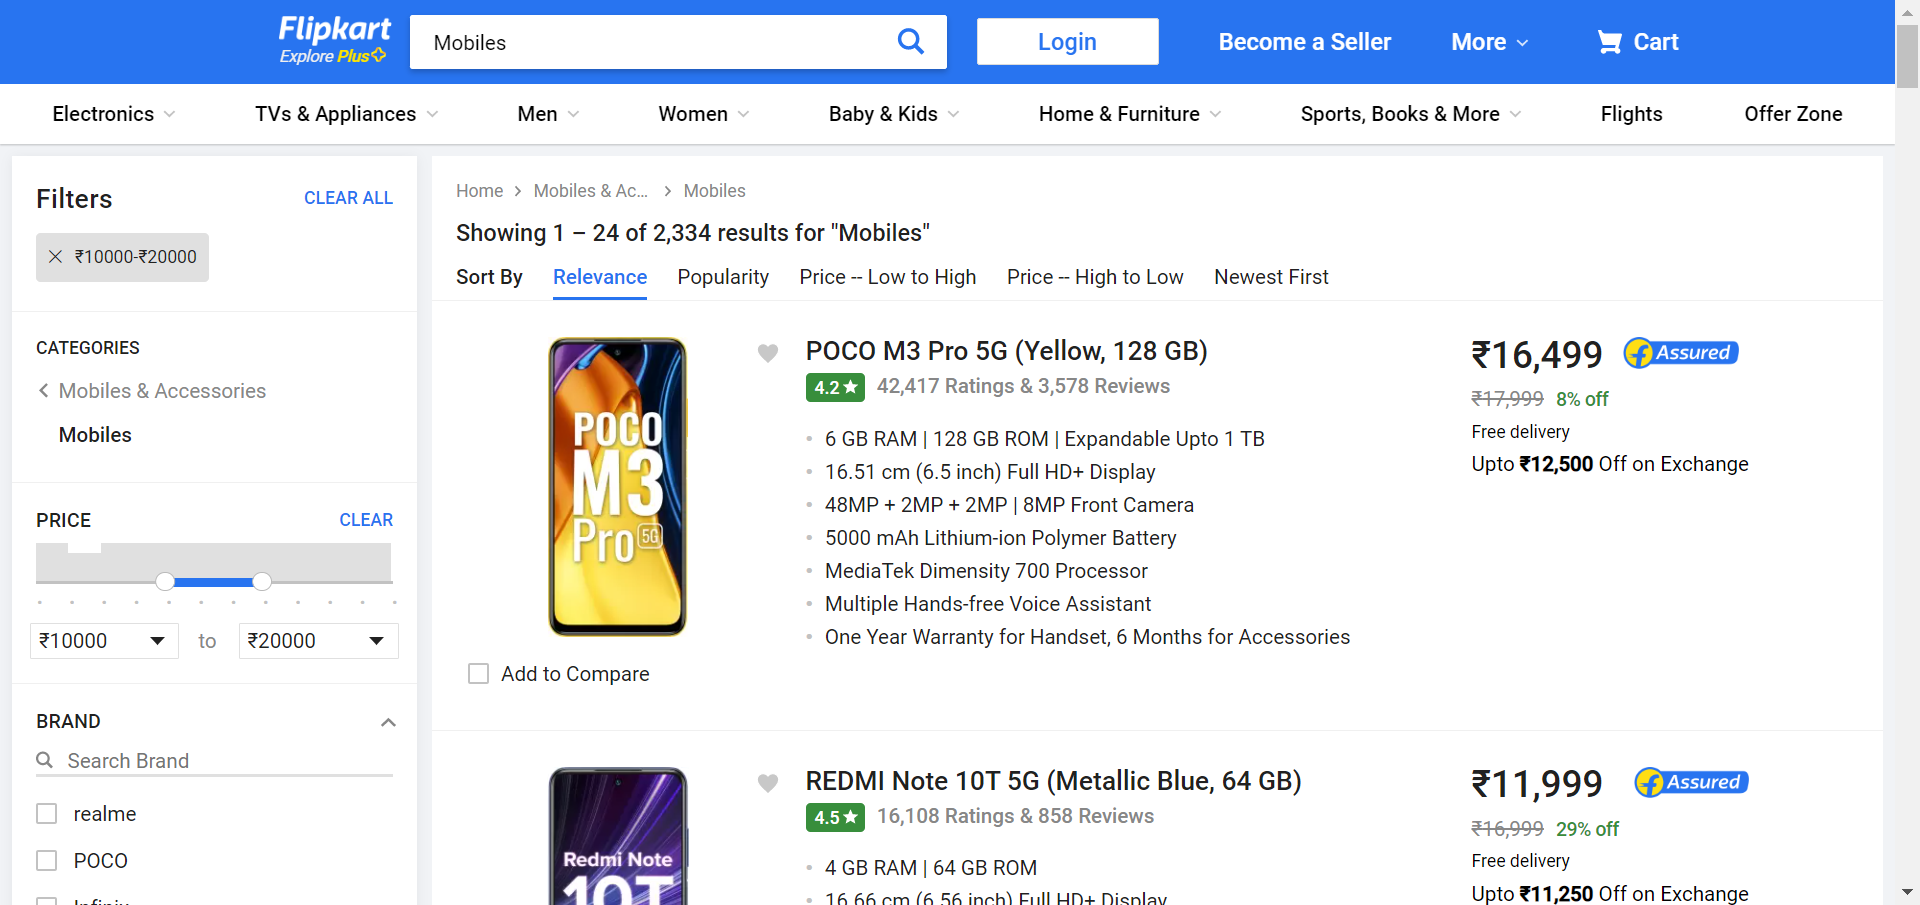 Flipkart
Explore Plus
Mobiles
Login
Become a Seller
More
Cart
Electronics
TVs & Appliances
Men
Women
Baby & Kids
Home & Furniture
Sports, Books & More
Flights
Offer Zone
Filters
CLEAR ALL
₹10000-₹20000
CATEGORIES
Mobiles & Accessories
Mobiles
PRICE
CLEAR
₹10000
to
₹20000
BRAND
Search Brand
realme
POCO
Infinix
Home
Mobiles & Ac...
Mobiles
Showing 1 – 24 of 2,334 results for "Mobiles"
Sort By
Relevance
Popularity
Price -- Low to High
Price -- High to Low
Newest First
POCO
M3
Pro 5G
Add to Compare
POCO M3 Pro 5G (Yellow, 128 GB)
4.2★
42,417 Ratings & 3,578 Reviews
6 GB RAM | 128 GB ROM | Expandable Upto 1 TB
16.51 cm (6.5 inch) Full HD+ Display
48MP + 2MP + 2MP | 8MP Front Camera
5000 mAh Lithium-ion Polymer Battery
MediaTek Dimensity 700 Processor
Multiple Hands-free Voice Assistant
One Year Warranty for Handset, 6 Months for Accessories
₹16,499
f Assured
₹17,999 8% off
Free delivery
Upto ₹12,500 Off on Exchange
Redmi Note
10T
REDMI Note 10T 5G (Metallic Blue, 64 GB)
4.5★
16,108 Ratings & 858 Reviews
4 GB RAM | 64 GB ROM
16.66 cm (6.56 inch) Full HD+ Display
₹11,999
f Assured
₹16,999 29% off
Free delivery
Upto ₹11,250 Off on Exchange